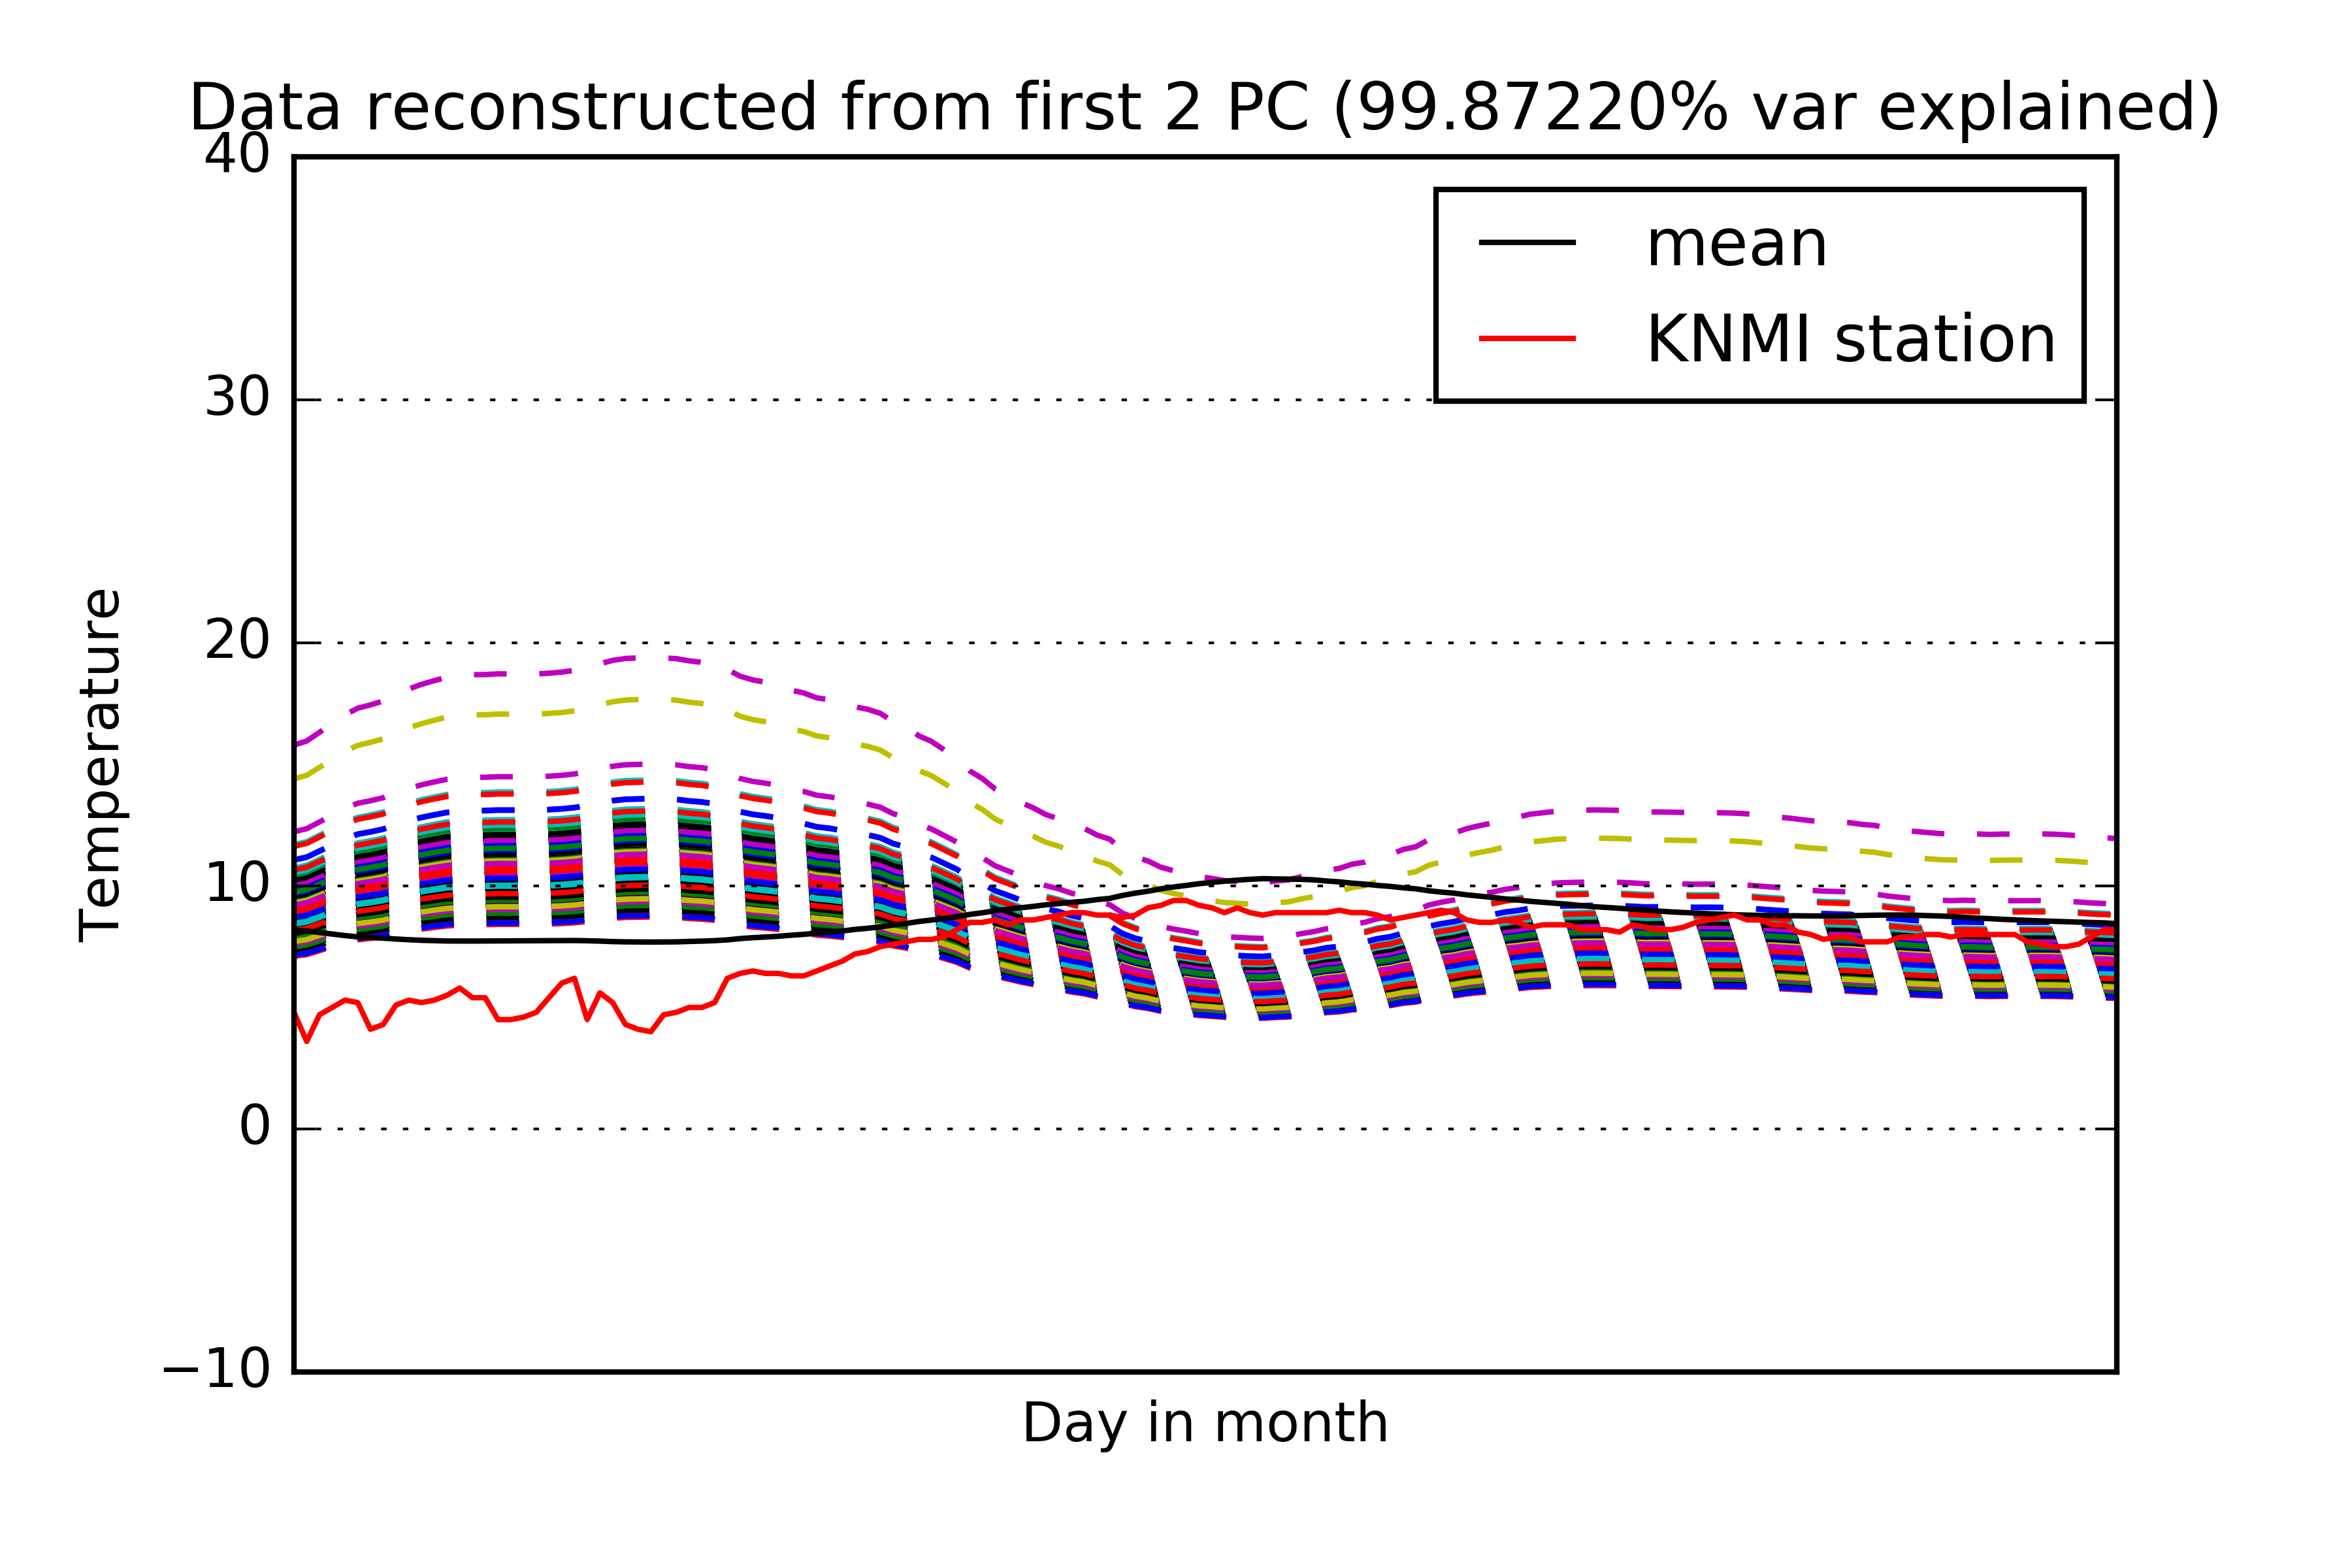 Data reconstructed from first 2 PC (99.87220% var explained)
40
30
20
10
0
−10
Temperature
mean
KNMI station
Day in month